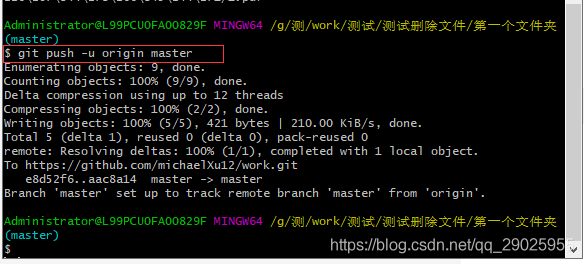 Administrator@L99PCUOFAO0829F MINGW64 /g/测/work/测试/测试删除文件/第一个文件夹
(master)
$ git push -u origin master
Enumerating objects: 9, done.
Counting objects: 100% (9/9), done.
Delta compression using up to 12 threads
Compressing objects: 100% (2/2), done.
Writing objects: 100% (5/5), 421 bytes | 210.00 KiB/s, done.
Total 5 (delta 1), reused 0 (delta 0), pack-reused 0
remote: Resolving deltas: 100% (1/1), completed with 1 local object.
To https://github.com/michaelXu12/work.git
   e8d52f6..aac8a14  master -> master
Branch 'master' set up to track remote branch 'master' from 'origin'.
Administrator@L99PCUOFAO0829F MINGW64 /g/测/work/测试/测试删除文件/第一个文件夹
(master)
$
https://blog.csdn.net/qq_2902595